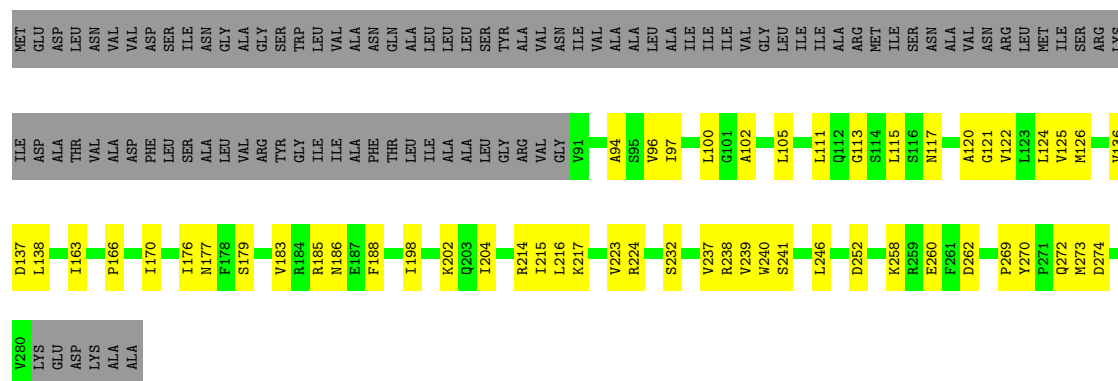 MET GLU ASP LEU ASN VAL VAL ASP SER ILE ASN GLY ALA GLY SER TRP LEU VAL ALA ASN GLN ALA LEU LEU LEU SER TYR ALA VAL ASN ILE VAL ALA ALA LEU ALA ILE ILE ILE VAL GLY LEU ILE ILE ALA ARG MET ILE SER ASN ALA VAL ASN ARG LEU MET ILE SER ARG LYS
ILE ASP ALA THR VAL ALA ASP PHE LEU SER ALA LEU VAL ARG TYR GLY ILE ILE ALA PHE THR LEU ILE ALA ALA LEU GLY ARG VAL GLY V91 A94 S95 V96 I97 L100 G101 A102 L105 L111 Q112 G113 S114 L115 S116 N117 A120 G121 V122 L123 L124 V125 M126 V136
D137 L138 I163 P166 I170 I176 N177 F178 S179 V183 R184 R185 N186 E187 F188 I198 K202 Q203 I204 R214 I215 L216 K217 V223 R224 S232 V237 R238 V239 W240 S241 L246 D252 K258 R259 E260 F261 D262 P269 Y270 P271 Q272 M273 D274
V280 LYS GLU ASP LYS ALA ALA